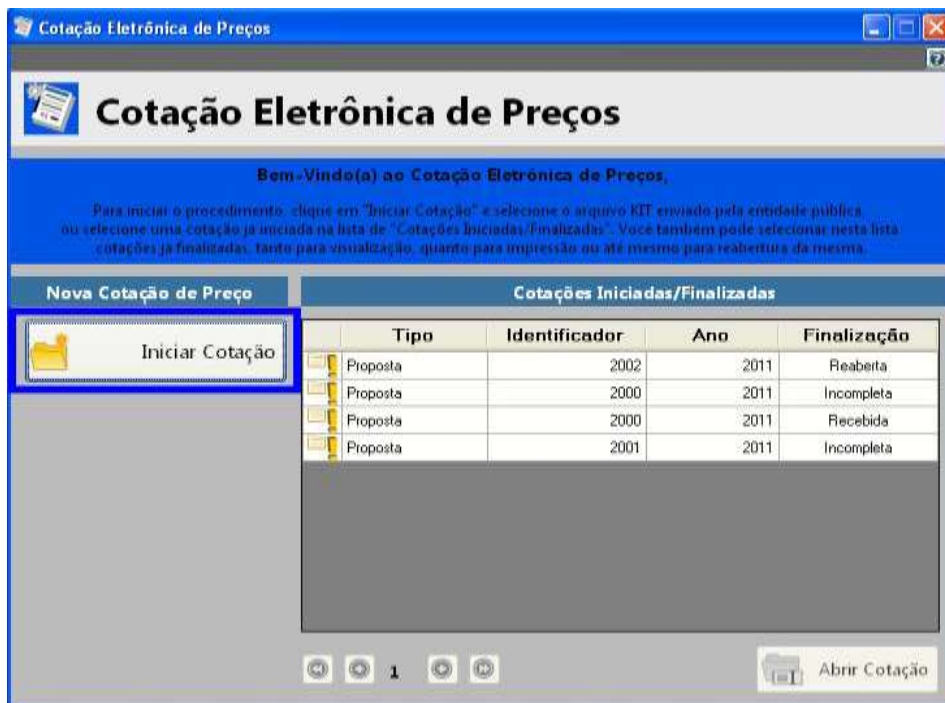 Cotação Eletrônica de Preços
Cotação Eletrônica de Preços
Bem-Vindo(a) ao Cotação Eletrônica de Preços,
Para iniciar o procedimento, clique em "Iniciar Cotação" e selecione o arquivo KIT enviado pela entidade pública,
ou selecione uma cotação já iniciada na lista de "Cotações Iniciadas/Finalizadas". Você também pode selecionar nesta lista
cotações já finalizadas, tanto para visualização, quanto para impressão ou até mesmo para reabertura da mesma.
Nova Cotação de Preço
Cotações Iniciadas/Finalizadas
Iniciar Cotação
Tipo Identificador Ano Finalização
Proposta 2002 2011 Reaberta
Proposta 2000 2011 Incompleta
Proposta 2000 2011 Recebida
Proposta 2001 2011 Incompleta
1
Abrir Cotação